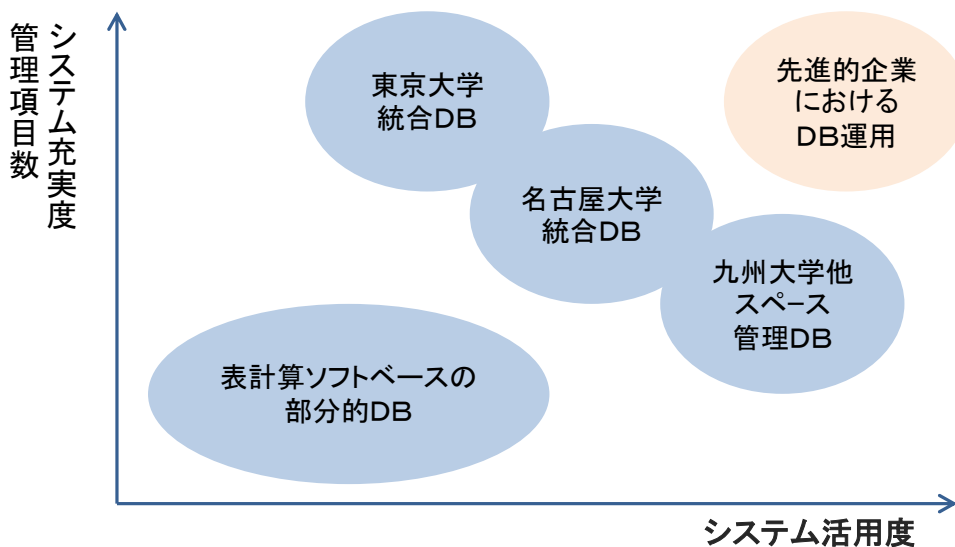 システム充実度
管理項目数
東京大学
統合DB
先進的企業
における
DB運用
名古屋大学
統合DB
九州大学他
スペース
管理DB
表計算ソフトベースの
部分的DB
システム活用度